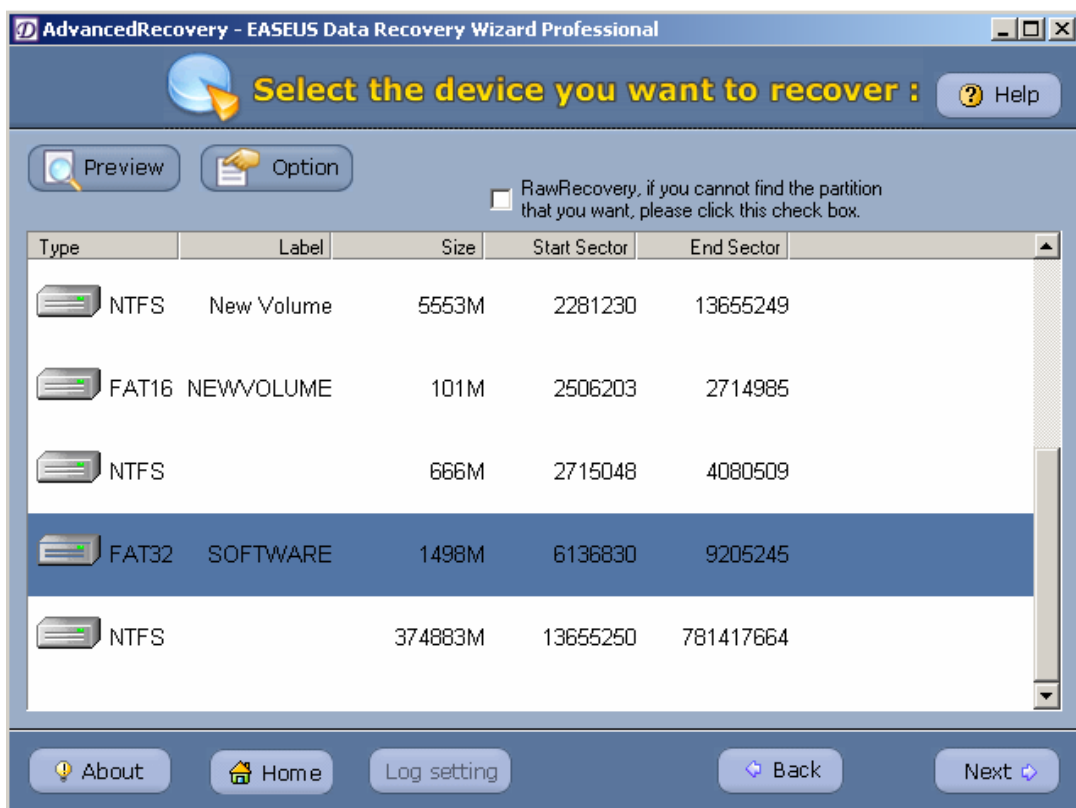 AdvancedRecovery - EASEUS Data Recovery Wizard Professional
Select the device you want to recover :
Help
Preview
Option
RawRecovery, if you cannot find the partition
that you want, please click this check box.
Type Label Size Start Sector End Sector
NTFS New Volume 5553M 2281230 13655249
FAT16 NEWVOLUME 101M 2506203 2714985
NTFS 666M 2715048 4080509
FAT32 SOFTWARE 1498M 6136830 9205245
NTFS 374883M 13655250 781417664
About
Home
Log setting
Back
Next